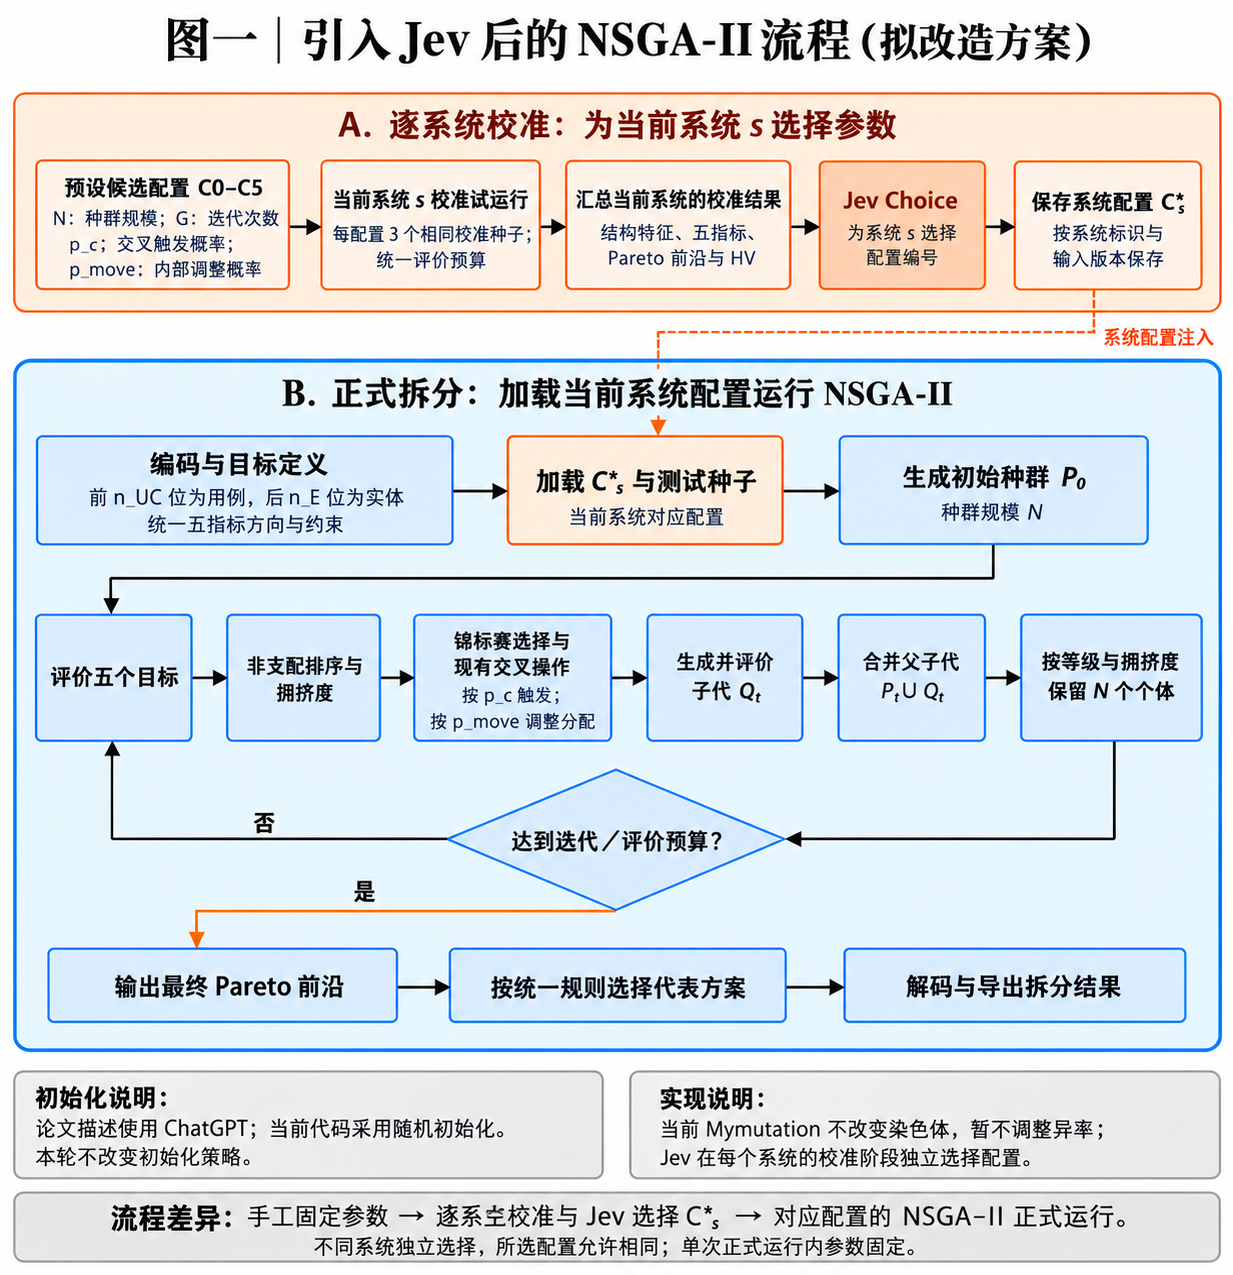 图一｜引入 Jev 后的 NSGA-II 流程（拟改造方案）
A. 逐系统校准：为当前系统 s 选择参数
预设候选配置 C0–C5
N：种群规模；G：迭代次数
p_c；交叉触发概率；
p_move；内部调整概率
当前系统 s 校准试运行
每配置 3 个相同校准种子；
统一评价预算
汇总当前系统的校准结果
结构特征、五指标、
Pareto 前沿与 HV
Jev Choice
为系统 s 选择
配置编号
保存系统配置 C*s
按系统标识与
输入版本保存
系统配置注入
B. 正式拆分：加载当前系统配置运行 NSGA-II
编码与目标定义
前 n_UC 位为用例，后 n_E 位为实体
统一五指标方向与约束
加载 C*s 与测试种子
当前系统对应配置
生成初始种群 P0
种群规模 N
评价五个目标
非支配排序与
拥挤度
锦标赛选择与
现有交叉操作
按 p_c 触发；
按 p_move 调整分配
生成并评价
子代 Qt
合并父子代
Pt∪ Qt
按等级与拥挤度
保留 N 个个体
达到迭代／评价预算？
否
是
输出最终 Pareto 前沿
按统一规则选择代表方案
解码与导出拆分结果
初始化说明：
论文描述使用 ChatGPT；当前代码采用随机初始化。
本轮不改变初始化策略。
实现说明：
当前 Mymutation 不改变染色体，暂不调整异率；
Jev 在每个系统的校准阶段独立选择配置。
流程差异：手工固定参数 → 逐系校准与 Jev 选择 C*s → 对应配置的 NSGA-II 正式运行。
不同系统独立选择，所选配置允许相同；单次正式运行内参数固定。